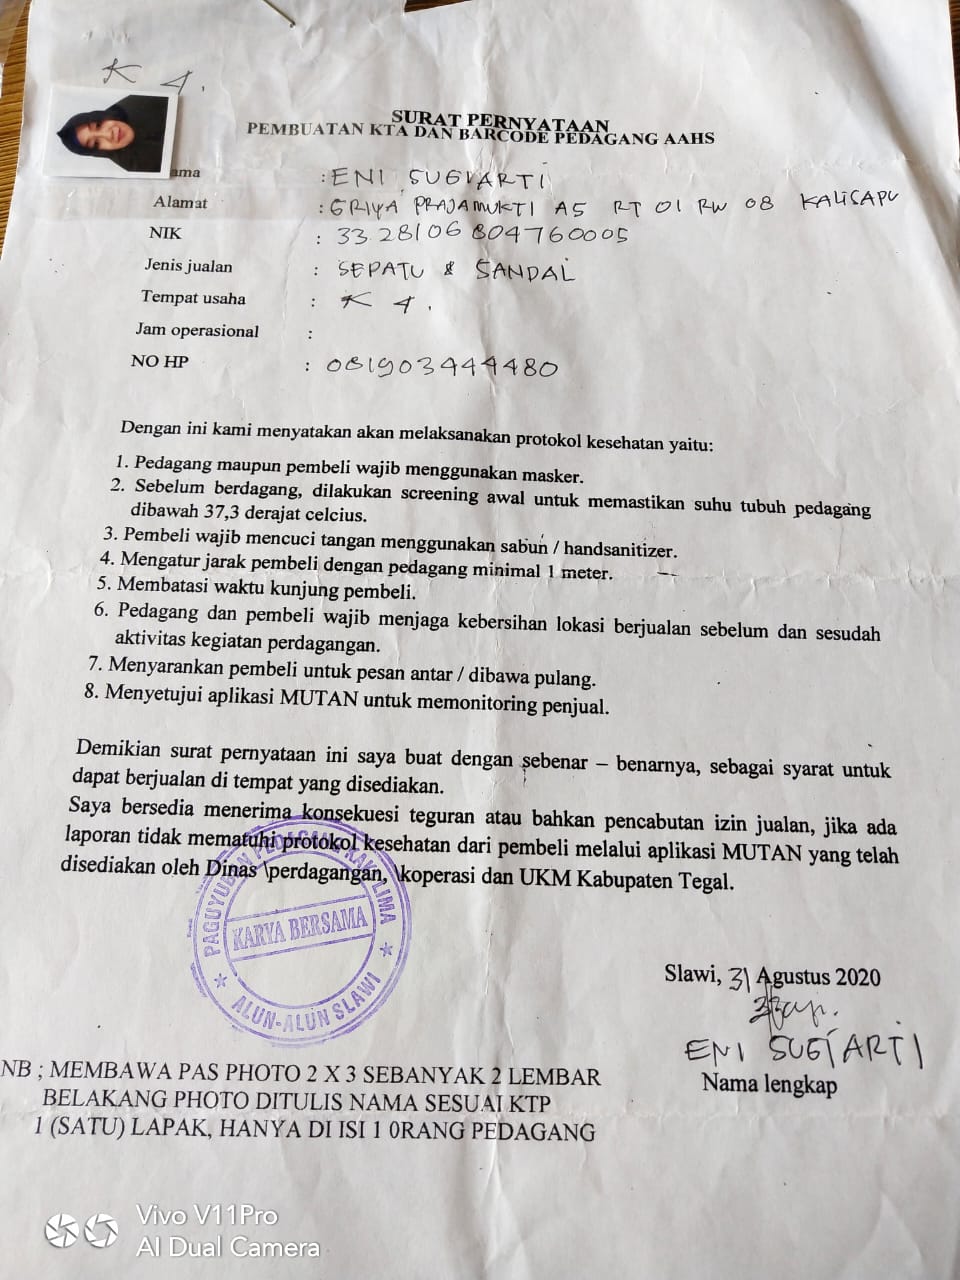 K 4.
SURAT PERNYATAAN
PEMBUATAN KTA DAN BARCODE PEDAGANG AAHS
ama : ENI SUGIARTI
Alamat : GRIYA PRAJAMUKTI A5 RT 01 RW 08 KALISAPU
NIK : 33 28106804760005
Jenis jualan : SEPATU & SANDAL
Tempat usaha : K 4.
Jam operasional :
NO HP : 081903444480
Dengan ini kami menyatakan akan melaksanakan protokol kesehatan yaitu:
1. Pedagang maupun pembeli wajib menggunakan masker.
2. Sebelum berdagang, dilakukan screening awal untuk memastikan suhu tubuh pedagang
dibawah 37,3 derajat celcius.
3. Pembeli wajib mencuci tangan menggunakan sabun / handsanitizer.
4. Mengatur jarak pembeli dengan pedagang minimal 1 meter.
5. Membatasi waktu kunjung pembeli.
6. Pedagang dan pembeli wajib menjaga kebersihan lokasi berjualan sebelum dan sesudah
aktivitas kegiatan perdagangan.
7. Menyarankan pembeli untuk pesan antar / dibawa pulang.
8. Menyetujui aplikasi MUTAN untuk memonitoring penjual.
Demikian surat pernyataan ini saya buat dengan sebenar – benarnya, sebagai syarat untuk
dapat berjualan di tempat yang disediakan.
Saya bersedia menerima konsekuesi teguran atau bahkan pencabutan izin jualan, jika ada
laporan tidak mematuhi protokol kesehatan dari pembeli melalui aplikasi MUTAN yang telah
disediakan oleh Dinas \perdagangan, \koperasi dan UKM Kabupaten Tegal.
PAGUYUBUN PEDAGANG KAKI LIMA
KARYA BERSAMA
ALUN-ALUN SLAWI
Slawi, 31 Agustus 2020
ENI SUGIARTI
Nama lengkap
NB ; MEMBAWA PAS PHOTO 2 X 3 SEBANYAK 2 LEMBAR
BELAKANG PHOTO DITULIS NAMA SESUAI KTP
1 (SATU) LAPAK, HANYA DI ISI 1 0RANG PEDAGANG
Vivo V11Pro
AI Dual Camera